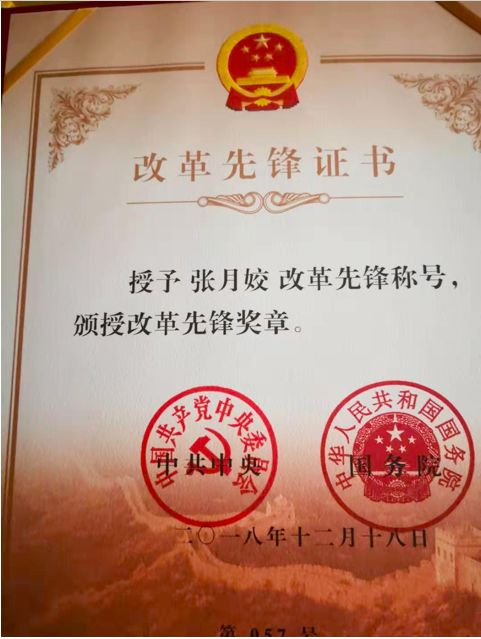 改革先锋证书
授予 张月姣 改革先锋称号，
颁授改革先锋奖章。
中国共产党中央委员会
中共中央
中华人民共和国国务院
国务院
二〇一八年十二月十八日
第 057 号